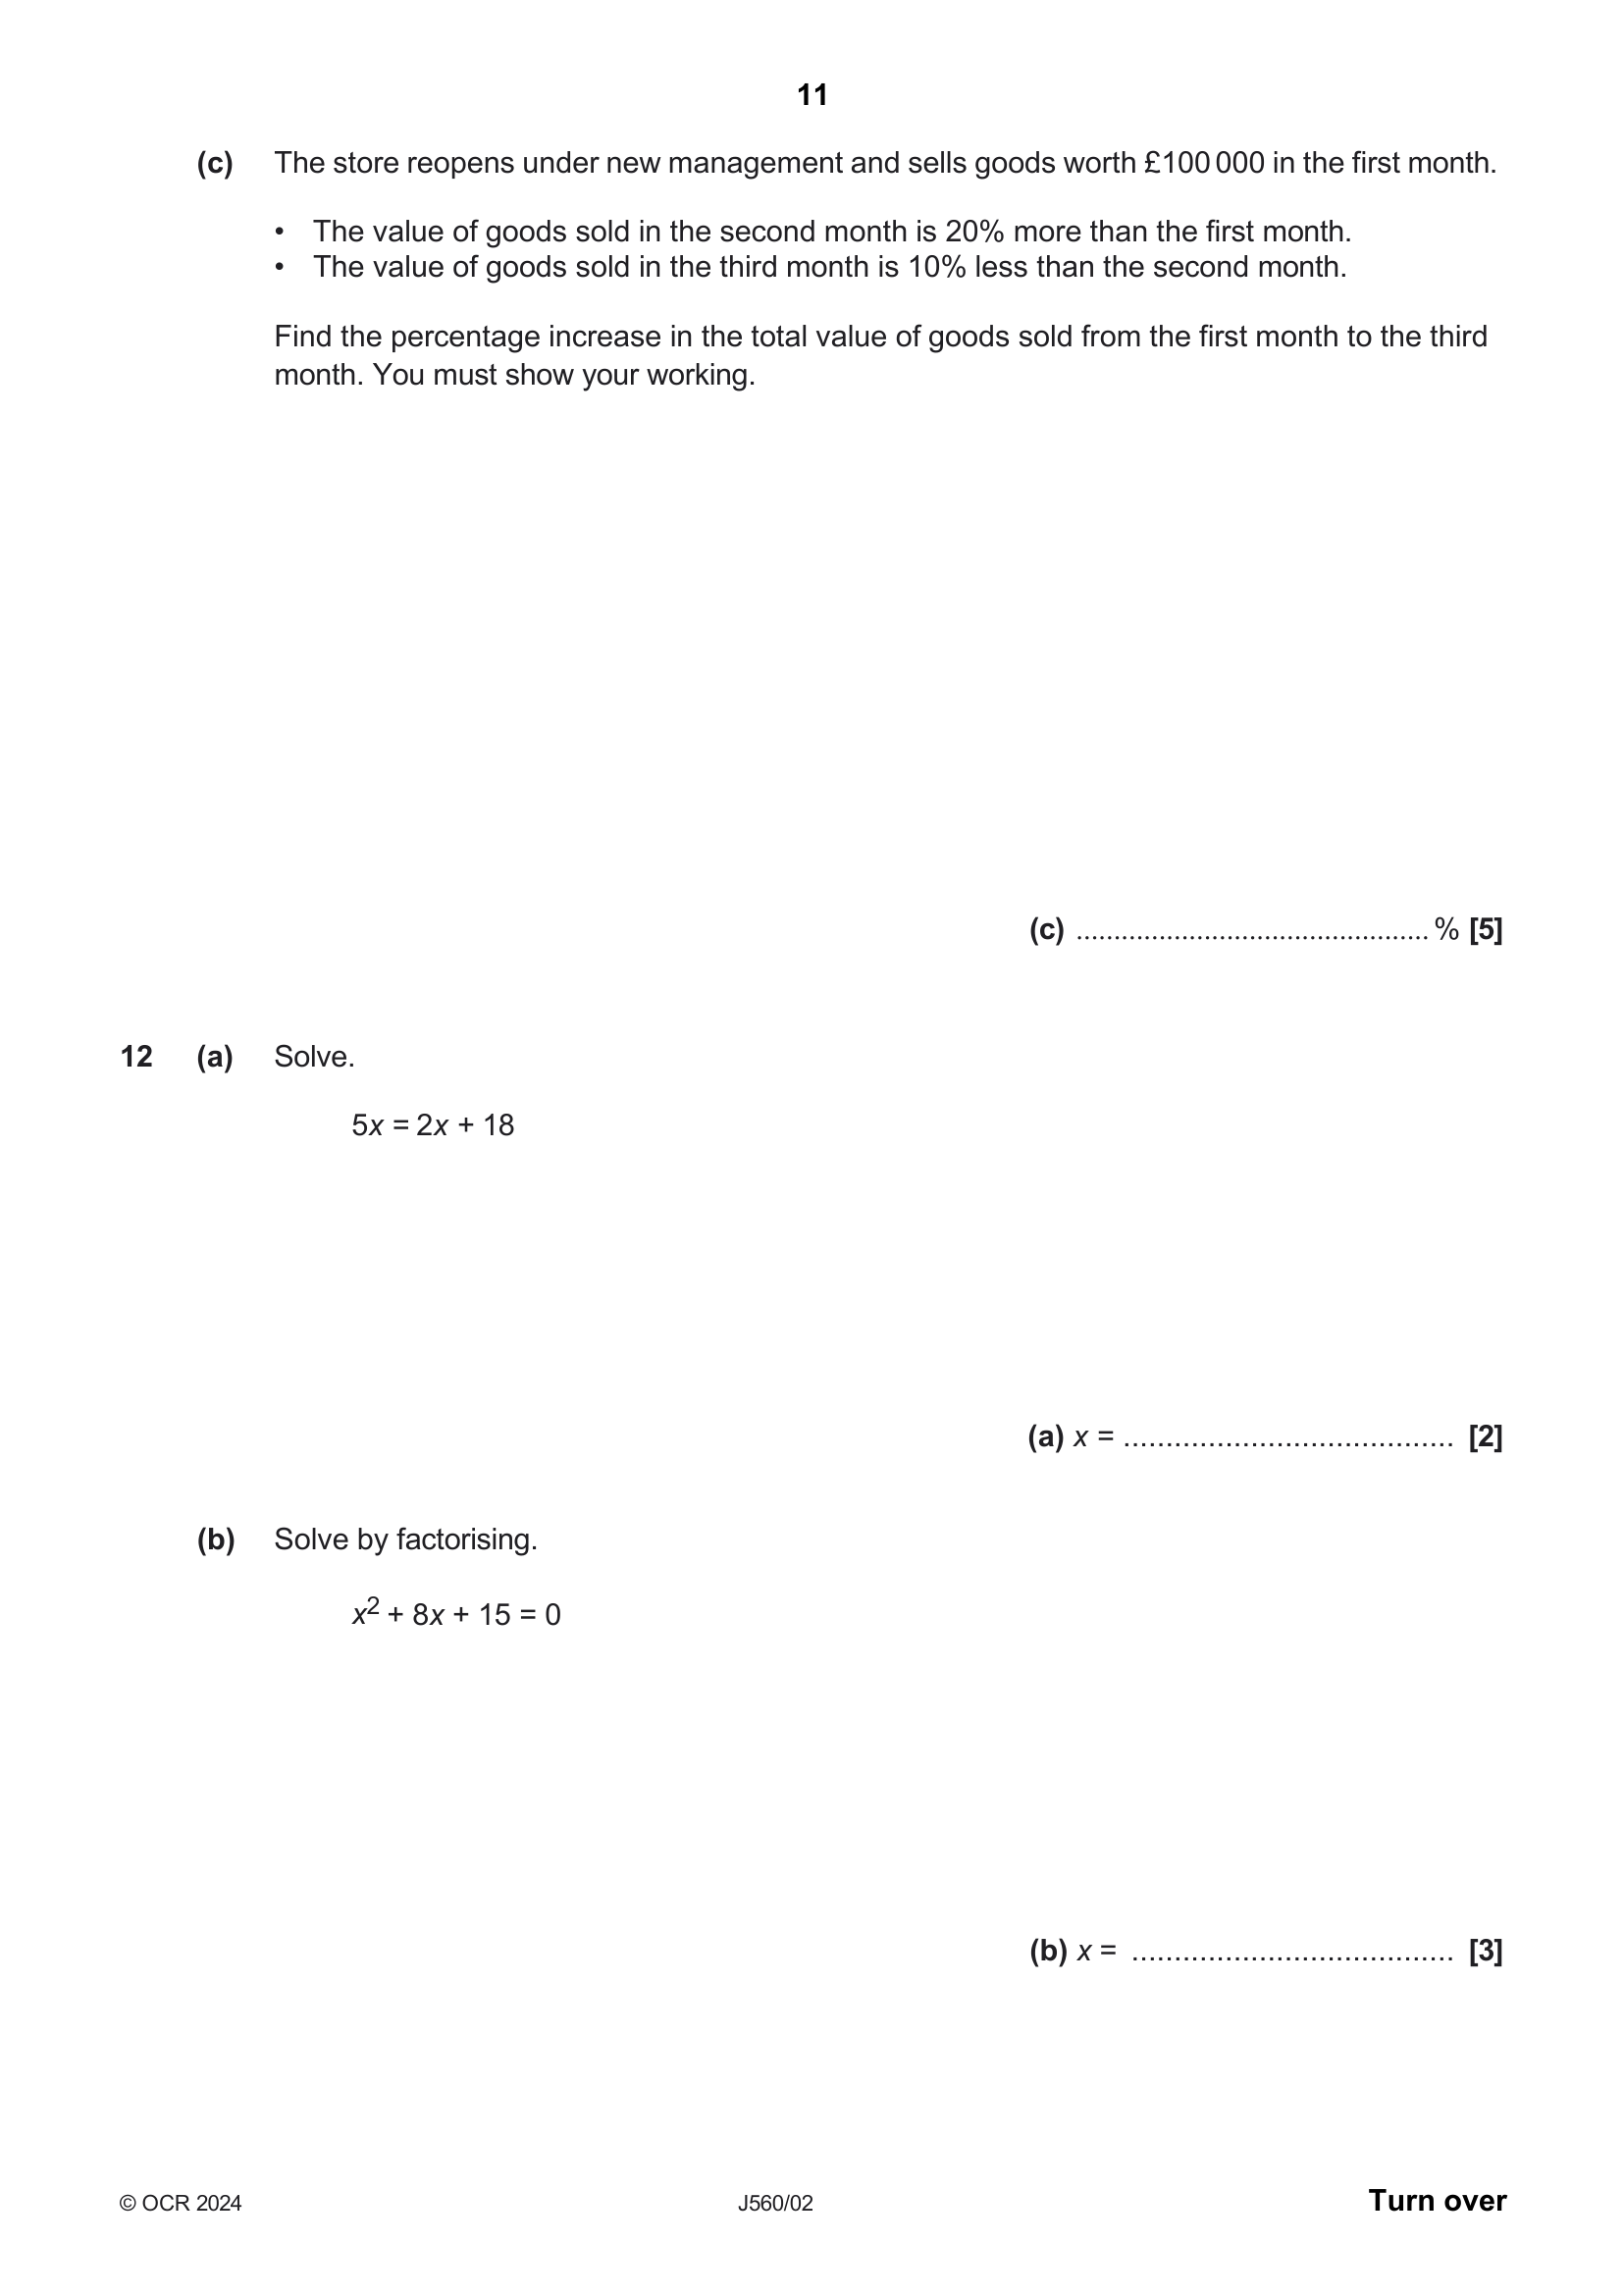 11
(c) The store reopens under new management and sells goods worth £100 000 in the first month.
• The value of goods sold in the second month is 20% more than the first month.
• The value of goods sold in the third month is 10% less than the second month.
Find the percentage increase in the total value of goods sold from the first month to the third
month. You must show your working.
(c) ............................................... % [5]
12 (a) Solve.
5x = 2x + 18
(a) x = ....................................... [2]
(b) Solve by factorising.
x² + 8x + 15 = 0
(b) x = ...................................... [3]
© OCR 2024 J560/02 Turn over